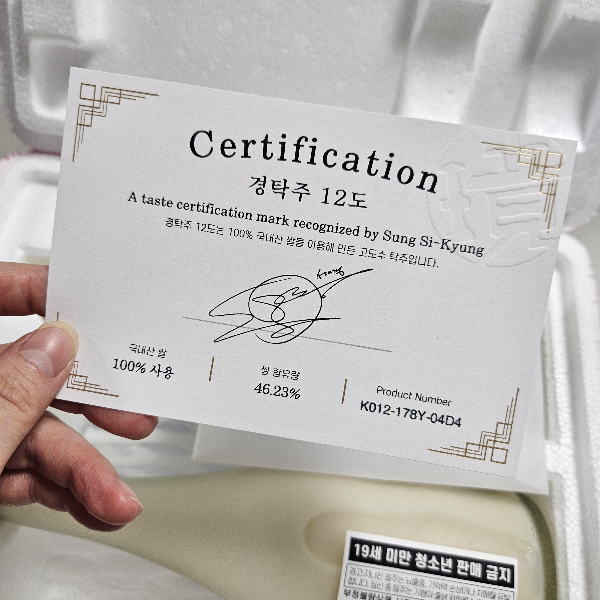 Certification
경탁주 12도
A taste certification mark recognized by Sung Si-Kyung
경탁주 12도는 100% 국내산 쌀을 이용해 만든 고도수 탁주입니다.
국내산 쌀
100% 사용
쌀 함유량
46.23%
Product Number
K012-178Y-04D4
19세 미만 청소년 판매 금지